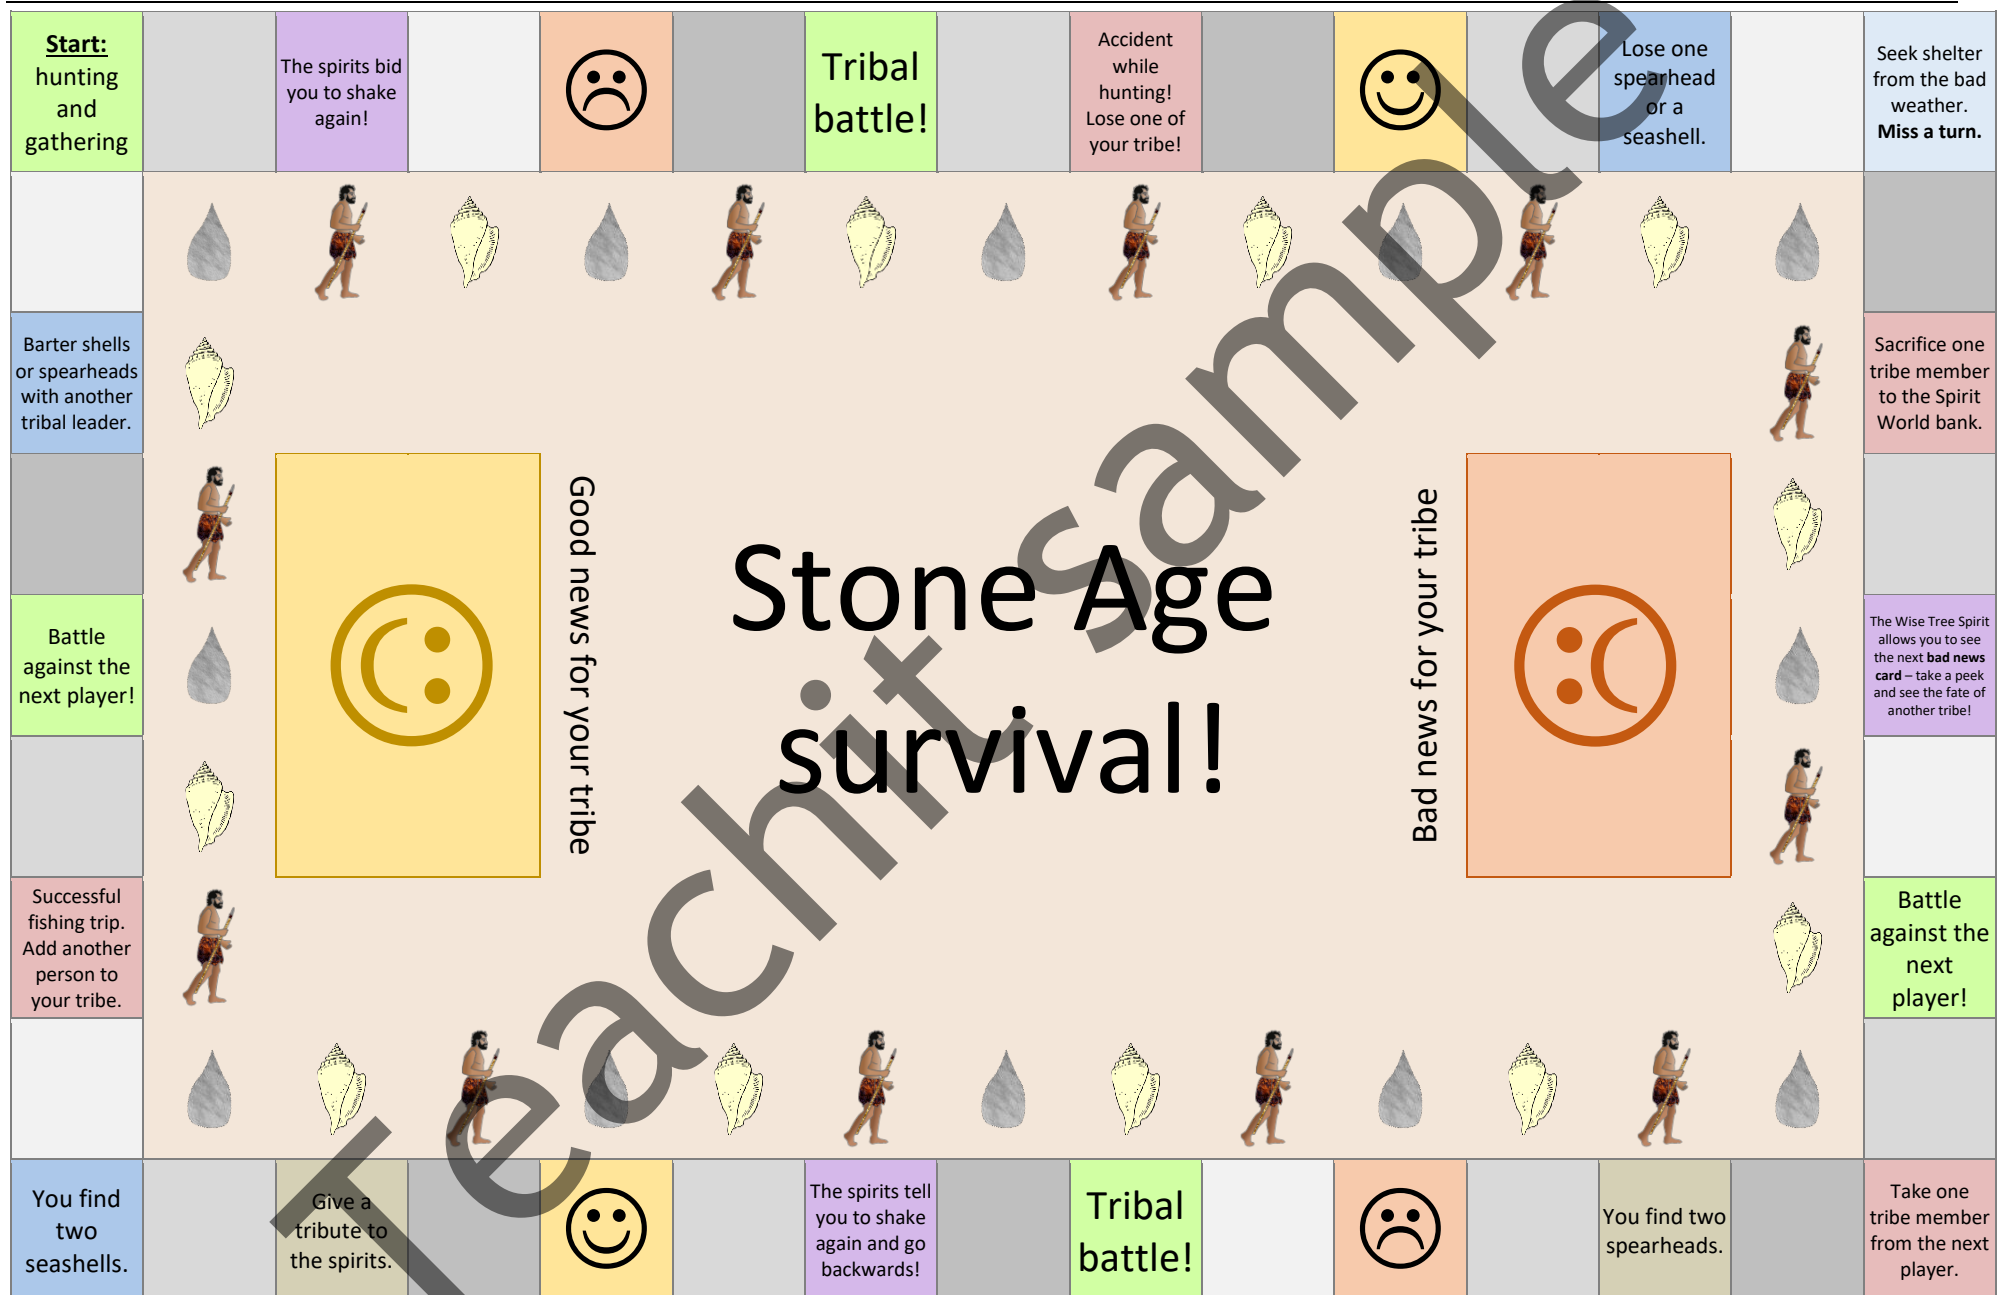 Start:
hunting
and
gathering
The spirits bid
you to shake
again!
Tribal
battle!
Accident
while
hunting!
Lose one of
your tribe!
Lose one
spearhead
or a
seashell.
Seek shelter
from the bad
weather.
Miss a turn.
Barter shells
or spearheads
with another
tribal leader.
Sacrifice one
tribe member
to the Spirit
World bank.
Good news for your tribe
Stone Age
survival!
Bad news for your tribe
Battle
against the
next player!
The Wise Tree Spirit
allows you to see
the next bad news
card – take a peek
and see the fate of
another tribe!
Successful
fishing trip.
Add another
person to
your tribe.
Battle
against the
next
player!
You find
two
seashells.
Give a
tribute to
the spirits.
The spirits tell
you to shake
again and go
backwards!
Tribal
battle!
You find two
spearheads.
Take one
tribe member
from the next
player.
Teachit sample